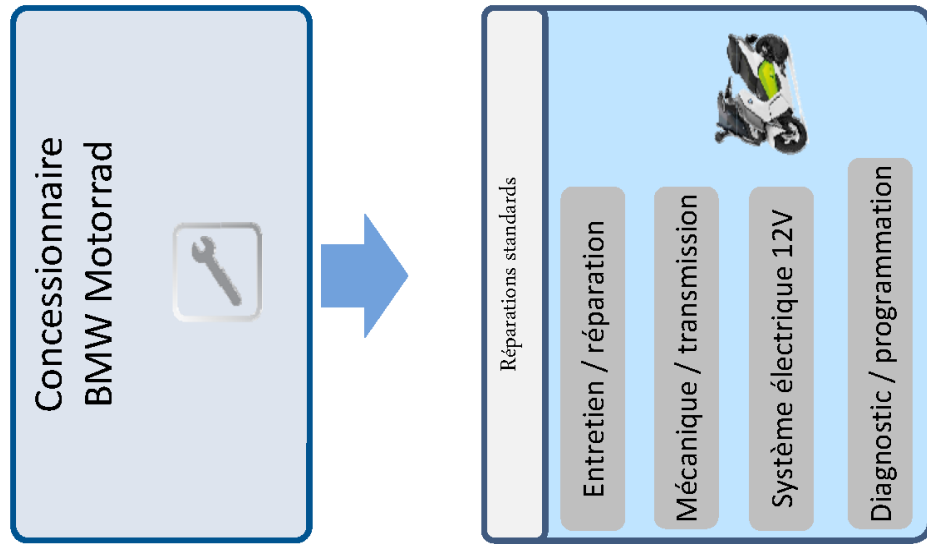 Concessionnaire
BMW Motorrad
Réparations standards
Entretien / réparation
Mécanique / transmission
Système électrique 12V
Diagnostic / programmation